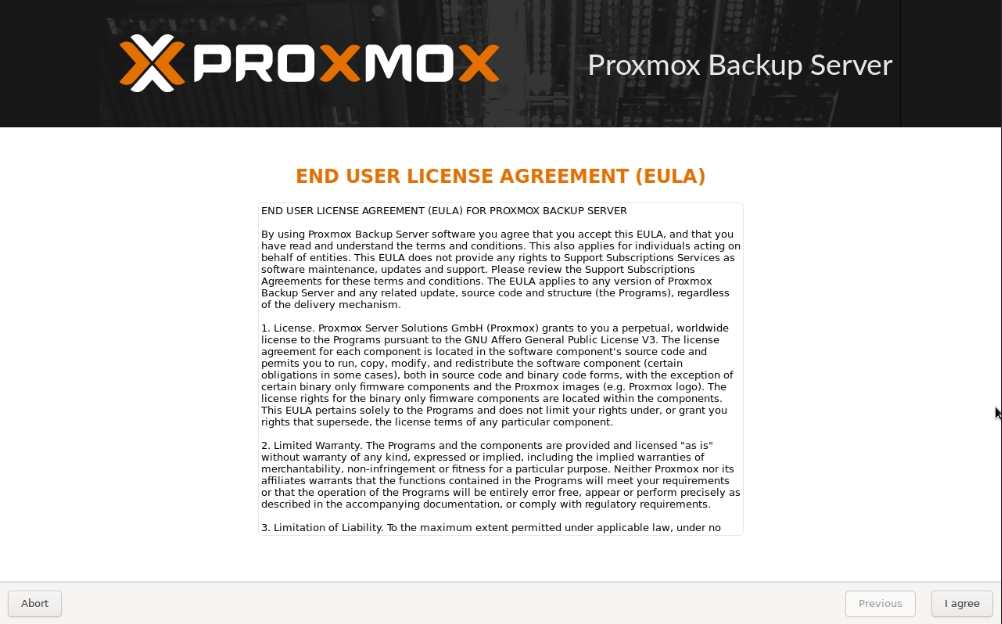 PROXMOX
Proxmox Backup Server
END USER LICENSE AGREEMENT (EULA)
END USER LICENSE AGREEMENT (EULA) FOR PROXMOX BACKUP SERVER
By using Proxmox Backup Server software you agree that you accept this EULA, and that you
have read and understand the terms and conditions. This also applies for individuals acting on
behalf of entities. This EULA does not provide any rights to Support Subscriptions Services as
software maintenance, updates and support. Please review the Support Subscriptions
Agreements for these terms and conditions. The EULA applies to any version of Proxmox
Backup Server and any related update, source code and structure (the Programs), regardless
of the delivery mechanism.
1. License. Proxmox Server Solutions GmbH (Proxmox) grants to you a perpetual, worldwide
license to the Programs pursuant to the GNU Affero General Public License V3. The license
agreement for each component is located in the software component's source code and
permits you to run, copy, modify, and redistribute the software component (certain
obligations in some cases), both in source code and binary code forms, with the exception of
certain binary only firmware components and the Proxmox images (e.g. Proxmox logo). The
license rights for the binary only firmware components are located within the components.
This EULA pertains solely to the Programs and does not limit your rights under, or grant you
rights that supersede, the license terms of any particular component.
2. Limited Warranty. The Programs and the components are provided and licensed "as is"
without warranty of any kind, expressed or implied, including the implied warranties of
merchantability, non-infringement or fitness for a particular purpose. Neither Proxmox nor its
affiliates warrants that the functions contained in the Programs will meet your requirements
or that the operation of the Programs will be entirely error free, appear or perform precisely as
described in the accompanying documentation, or comply with regulatory requirements.
3. Limitation of Liability. To the maximum extent permitted under applicable law, under no
Abort
Previous
I agree